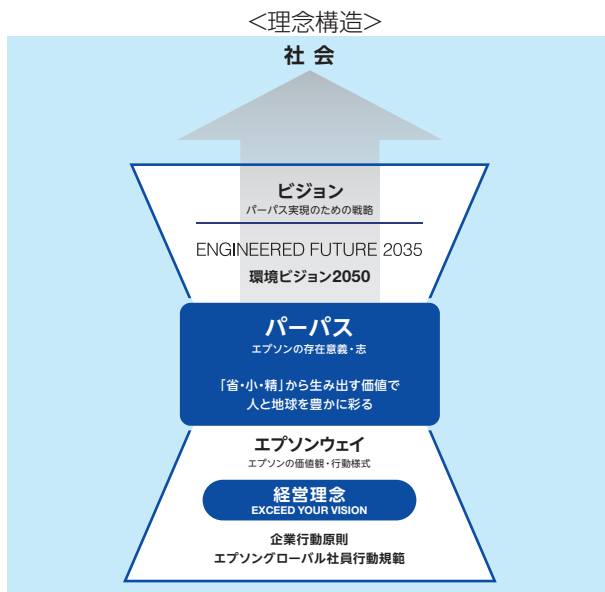 ＜理念構造＞
社 会
ビジョン
パーパス実現のための戦略
ENGINEERED FUTURE 2035
環境ビジョン2050
パーパス
エプソンの存在意義・志
「省・小・精」から生み出す価値で
人と地球を豊かに彩る
エプソンウェイ
エプソンの価値観・行動様式
経営理念
EXCEED YOUR VISION
企業行動原則
エプソングローバル社員行動規範